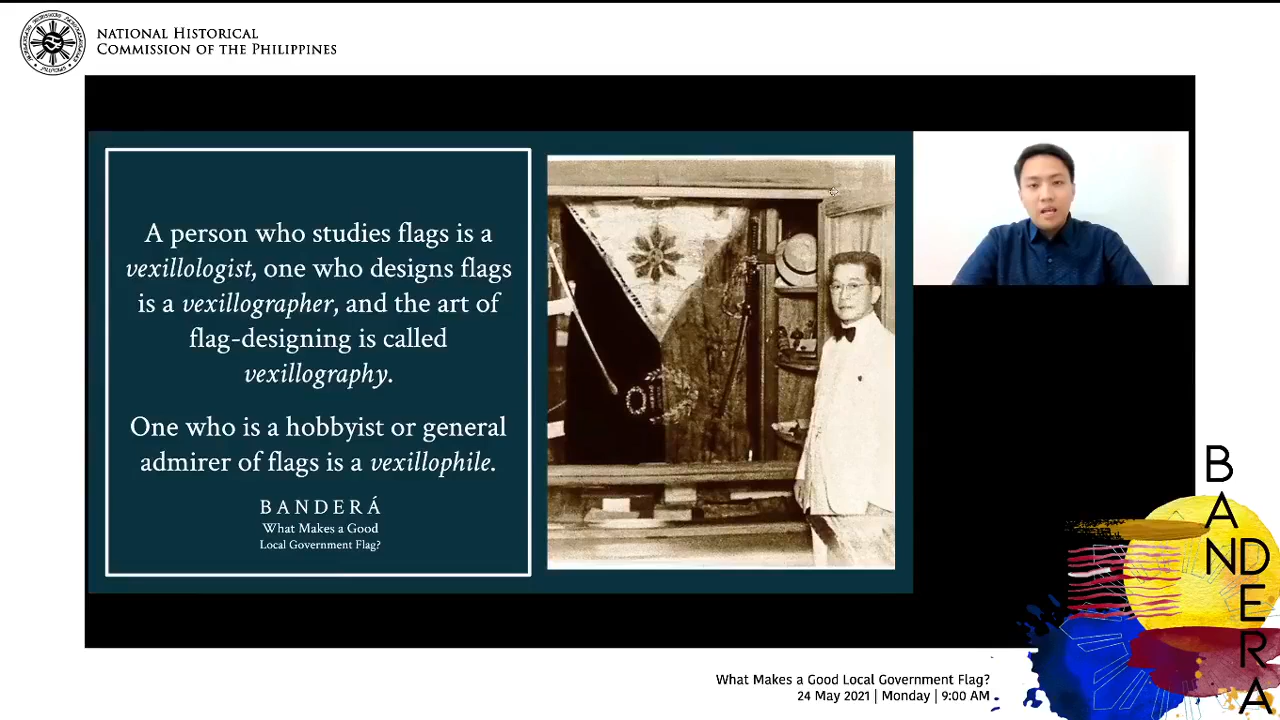 NATIONAL HISTORICAL
COMMISSION OF THE PHILIPPINES
A person who studies flags is a
vexillologist, one who designs flags
is a vexillographer, and the art of
flag-designing is called
vexillography.
One who is a hobbyist or general
admirer of flags is a vexillophile.
BANDERÁ
What Makes a Good
Local Government Flag?
BANDERA
What Makes a Good Local Government Flag?
24 May 2021 | Monday | 9:00 AM